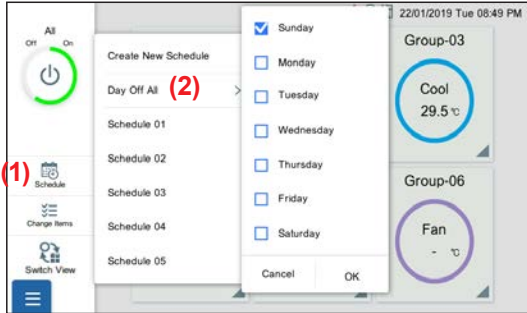 22/01/2019 Tue 08:49 PM
All
Off On
(1)
Schedule
Change Items
Switch View
Create New Schedule
Day Off All (2) >
Schedule 01
Schedule 02
Schedule 03
Schedule 04
Schedule 05
Sunday
Monday
Tuesday
Wednesday
Thursday
Friday
Saturday
Cancel OK
Group-03
Cool
29.5 ℃
Group-06
Fan
- ℃